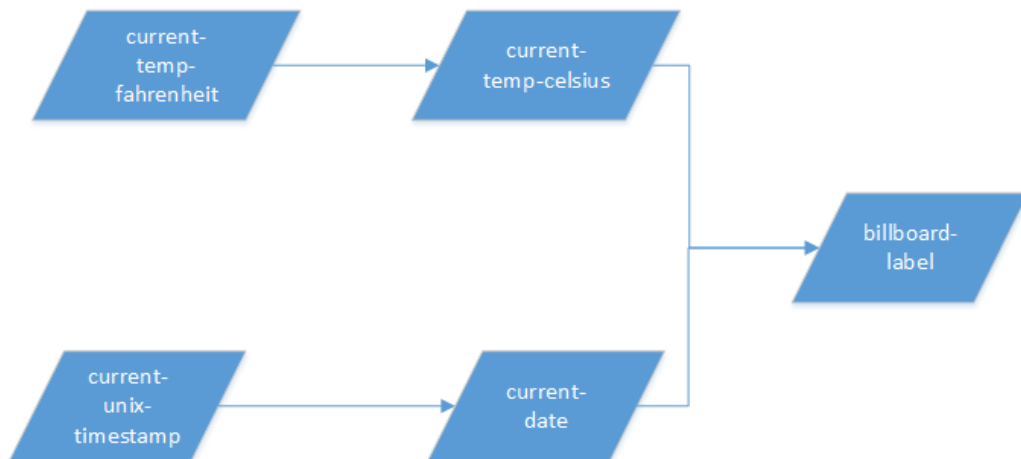 current-
temp-
fahrenheit
current-
temp-celsius
billboard-
label
current-
unix-
timestamp
current-
date